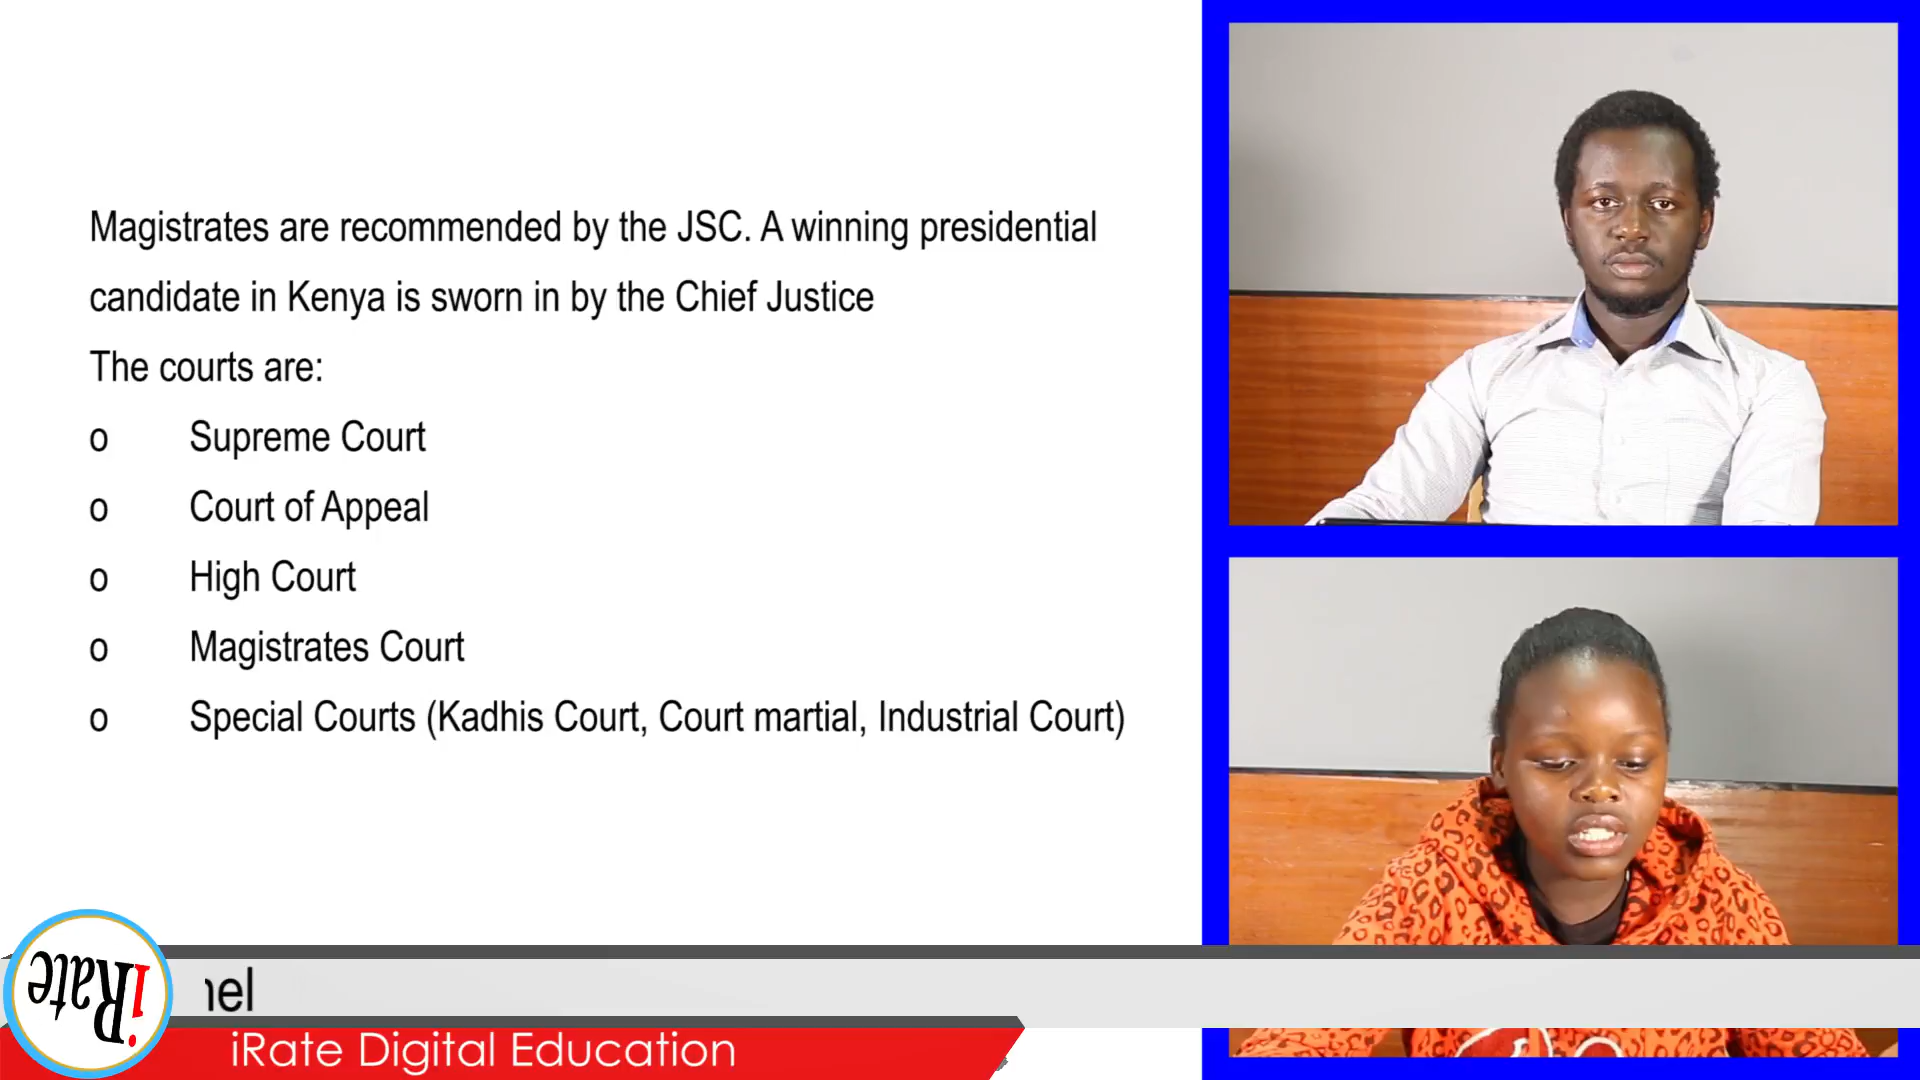 Magistrates are recommended by the JSC. A winning presidential
candidate in Kenya is sworn in by the Chief Justice
The courts are:
o Supreme Court
o Court of Appeal
o High Court
o Magistrates Court
o Special Courts (Kadhis Court, Court martial, Industrial Court)
iRate
iRate Digital Education